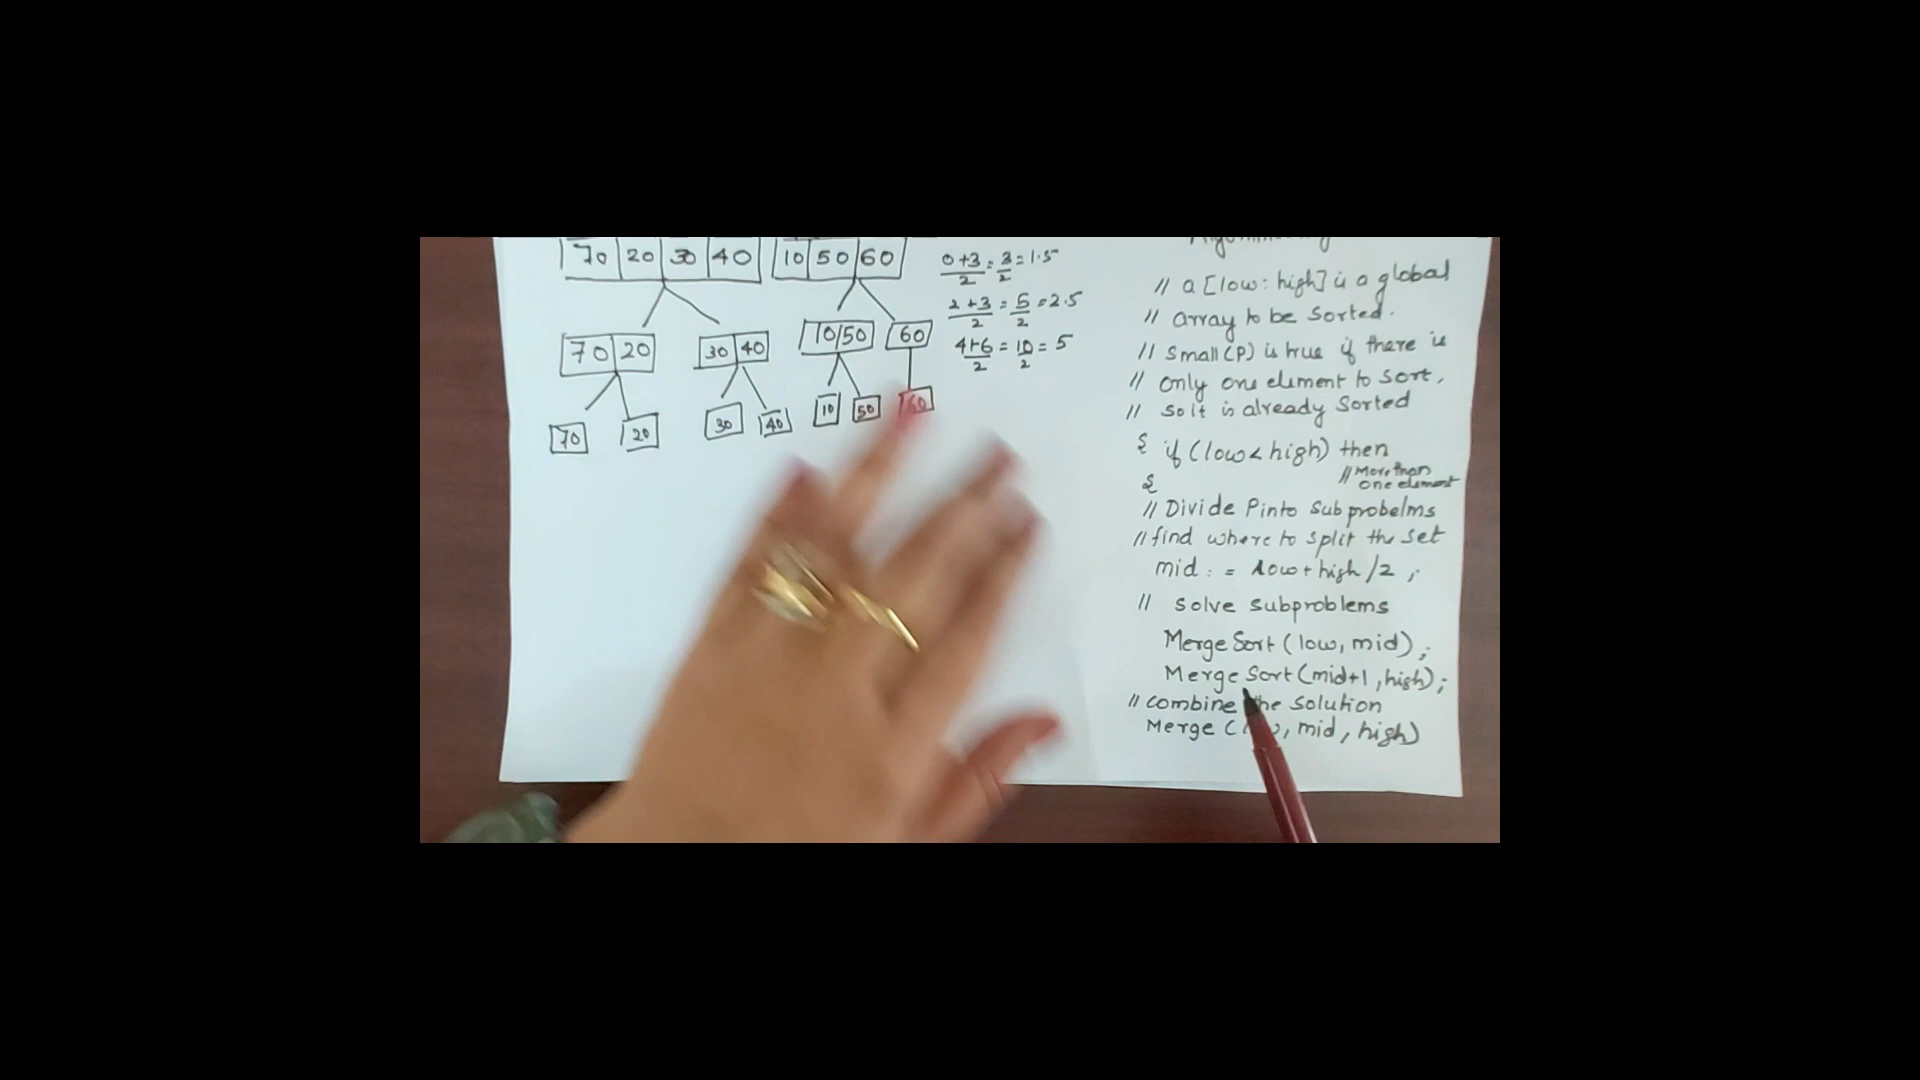 70 20 30 40 10 50 60
70 20 30 40 10 50 60
70 20 30 40 10 50 60
0+3/2 = 3/2 = 1.5
2+3/2 = 5/2 = 2.5
4+6/2 = 10/2 = 5
// a [low : high] is a global
// array to be sorted.
// Small (P) is true if there is
// only one element to sort,
// so it is already sorted
{ if (low < high) then
// More than
one element
{
// Divide P into sub probelms
// find where to split the set
mid : = low + high /2 ;
// solve subproblems
Merge Sort (low, mid) ;
Merge Sort (mid+1, high) ;
// combine the solution
Merge (low, mid, high)